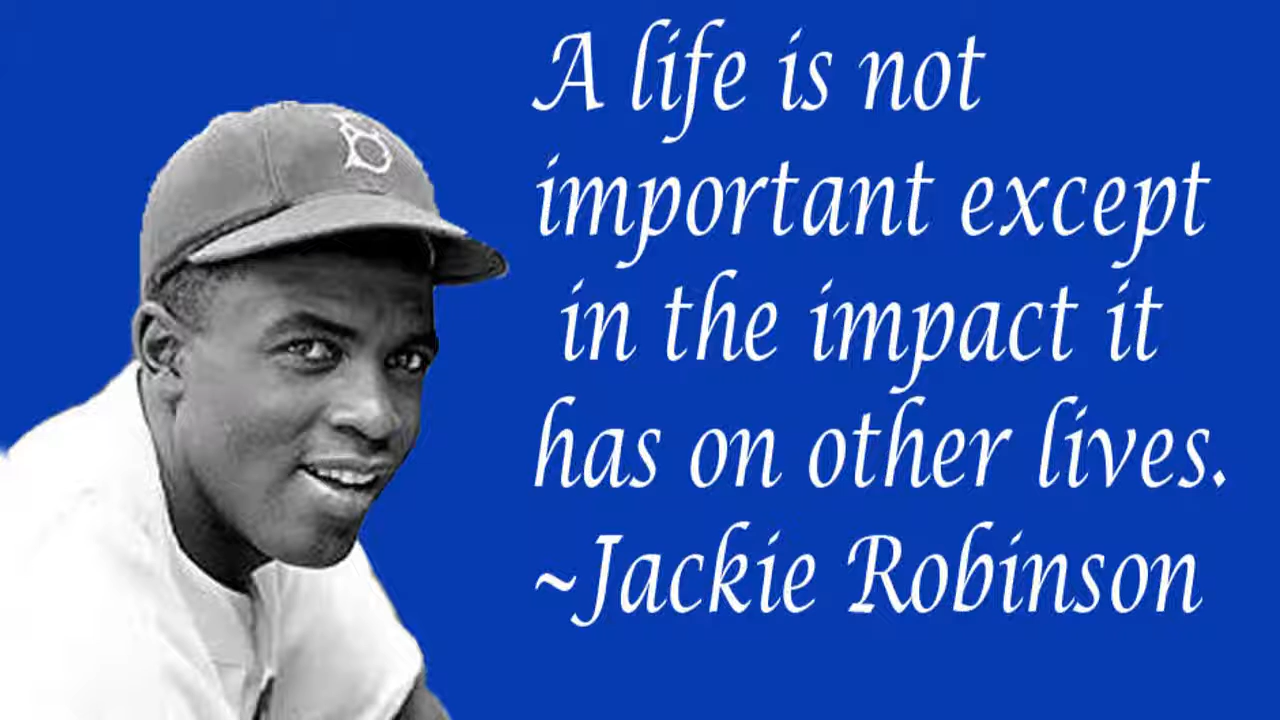 B
A life is not
important except
in the impact it
has on other lives.
~Jackie Robinson